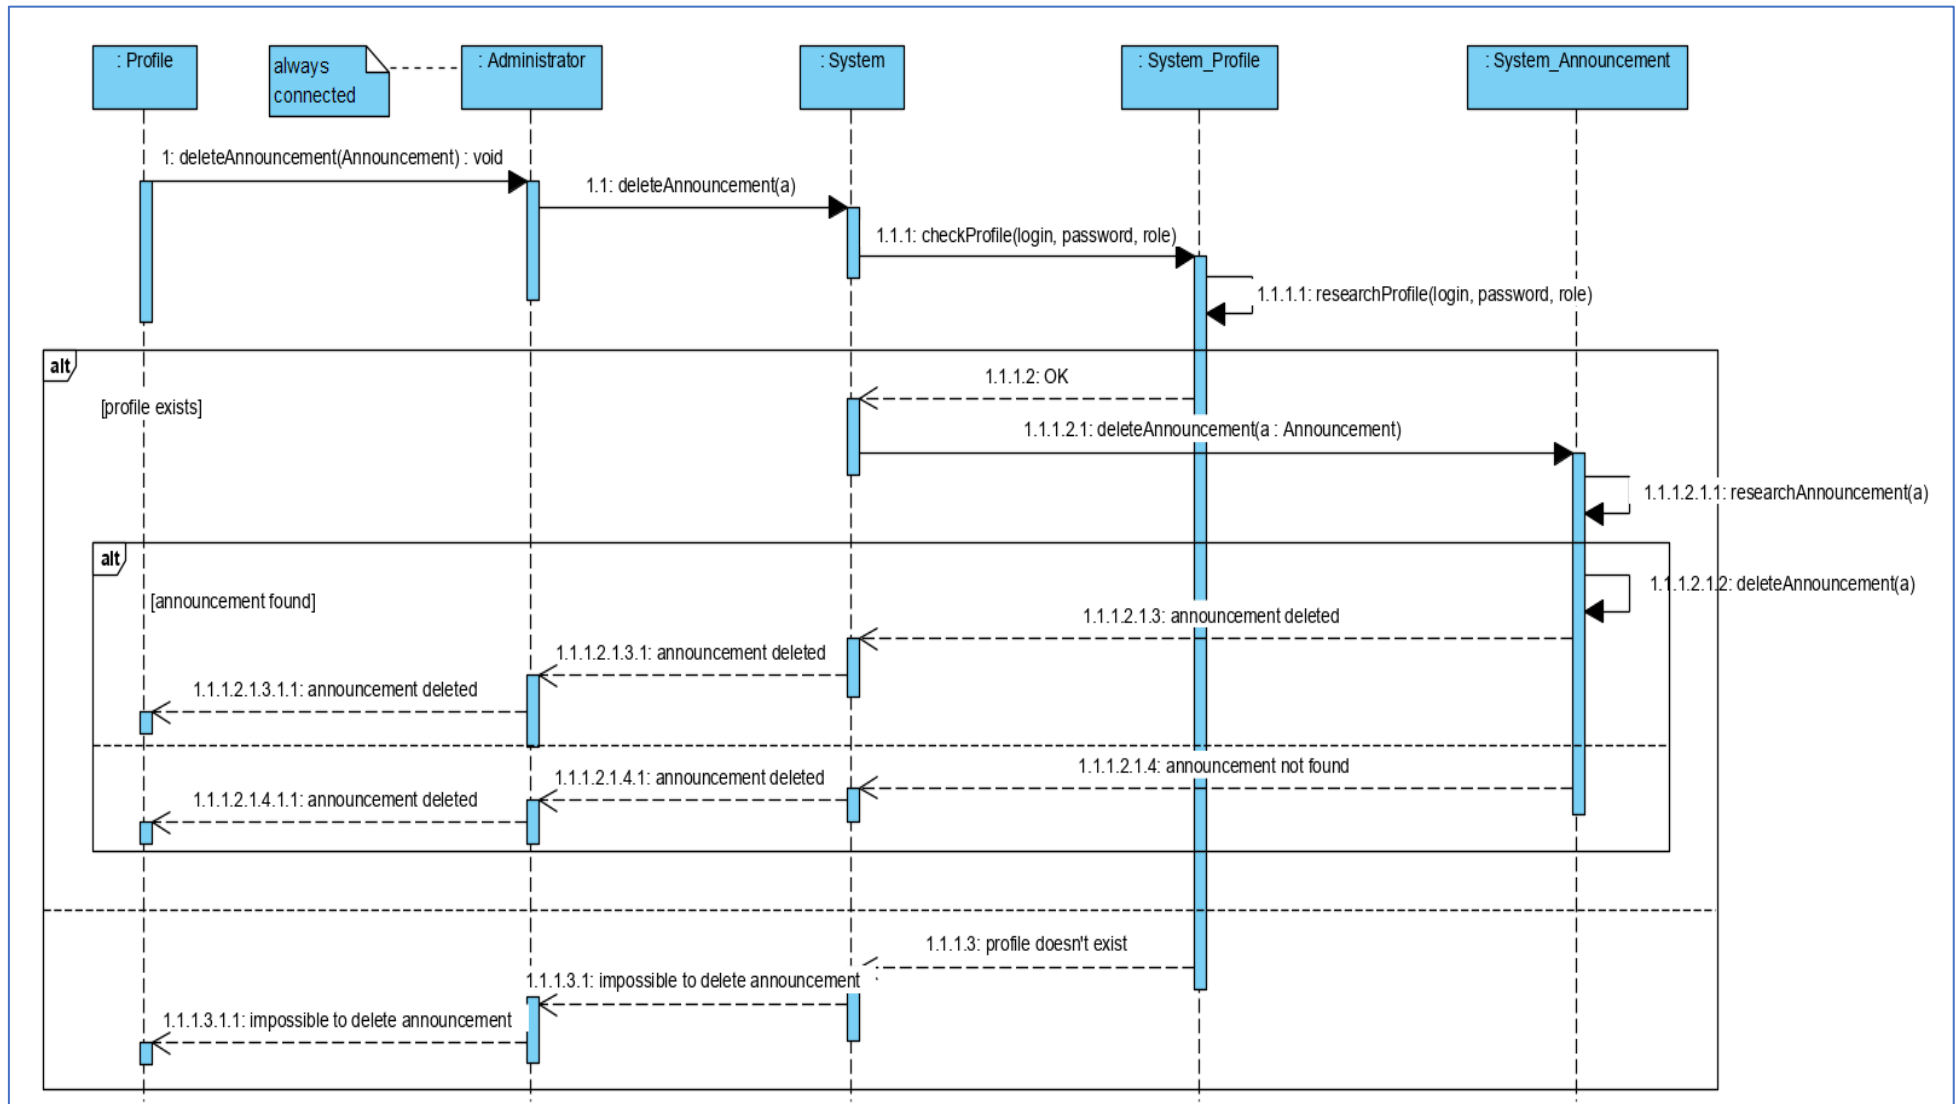 : Profile
always
connected
: Administrator
: System
: System_Profile
: System_Announcement
1: deleteAnnouncement(Announcement) : void
1.1: deleteAnnouncement(a)
1.1.1: checkProfile(login, password, role)
1.1.1.1: researchProfile(login, password, role)
alt
[profile exists]
1.1.1.2: OK
1.1.1.2.1: deleteAnnouncement(a : Announcement)
1.1.1.2.1.1: researchAnnouncement(a)
alt
[announcement found]
1.1.1.2.1.2: deleteAnnouncement(a)
1.1.1.2.1.3: announcement deleted
1.1.1.2.1.3.1: announcement deleted
1.1.1.2.1.3.1.1: announcement deleted
1.1.1.2.1.4: announcement not found
1.1.1.2.1.4.1: announcement deleted
1.1.1.2.1.4.1.1: announcement deleted
1.1.1.3: profile doesn't exist
1.1.1.3.1: impossible to delete announcement
1.1.1.3.1.1: impossible to delete announcement